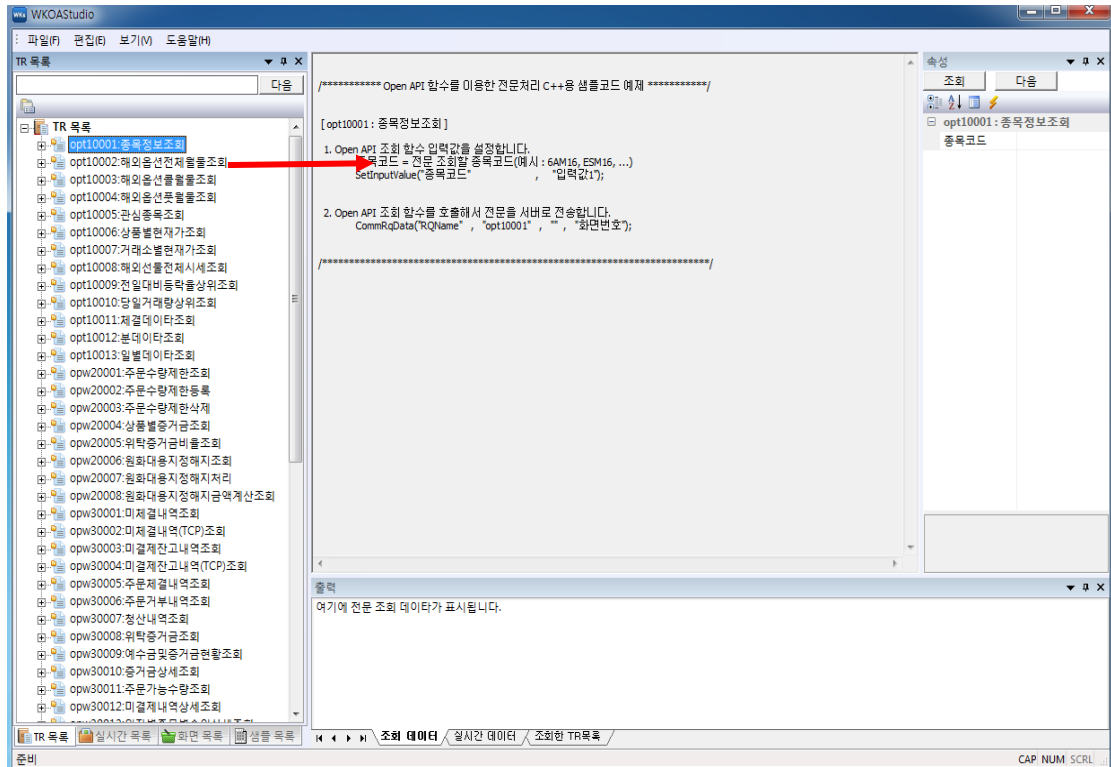 WKOAStudio
파일(F) 편집(E) 보기(V) 도움말(H)
TR 목록
다음
TR 목록
opt10001:종목정보조회
opt10002:해외옵션전체월물조회
opt10003:해외옵션콜월물조회
opt10004:해외옵션풋월물조회
opt10005:관심종목조회
opt10006:상품별현재가조회
opt10007:거래소별현재가조회
opt10008:해외선물전체시세조회
opt10009:전일대비등락율상위조회
opt10010:당일거래량상위조회
opt10011:체결데이타조회
opt10012:분데이타조회
opt10013:일별데이타조회
opw20001:주문수량제한조회
opw20002:주문수량제한등록
opw20003:주문수량제한삭제
opw20004:상품별증거금조회
opw20005:위탁증거금비율조회
opw20006:원화대용지정해지조회
opw20007:원화대용지정해지처리
opw20008:원화대용지정해지금액계산조회
opw30001:미체결내역조회
opw30002:미체결내역(TCP)조회
opw30003:미결제잔고내역조회
opw30004:미결제잔고내역(TCP)조회
opw30005:주문체결내역조회
opw30006:주문거부내역조회
opw30007:청산내역조회
opw30008:위탁증거금조회
opw30009:예수금및증거금현황조회
opw30010:증거금상세조회
opw30011:주문가능수량조회
opw30012:미결제내역상세조회
TR 목록 실시간 목록 화면 목록 샘플 목록
/*********** Open API 함수를 이용한 전문처리 C++용 샘플코드 예제 ***********/
[ opt10001 : 종목정보조회 ]
1. Open API 조회 함수 입력값을 설정합니다.
종목코드 = 전문 조회할 종목코드(예시 : 6AM16, ESM16, ...)
SetInputValue("종목코드" , "입력값1");
2. Open API 조회 함수를 호출해서 전문을 서버로 전송합니다.
CommRqData("RQName" , "opt10001" , "" , "화면번호");
/************************************************************************/
출력
여기에 전문 조회 데이타가 표시됩니다.
조회 데이터 실시간 데이터 조회한 TR목록
속성
조회 다음
opt10001 : 종목정보조회
종목코드
준비
CAP NUM SCRL